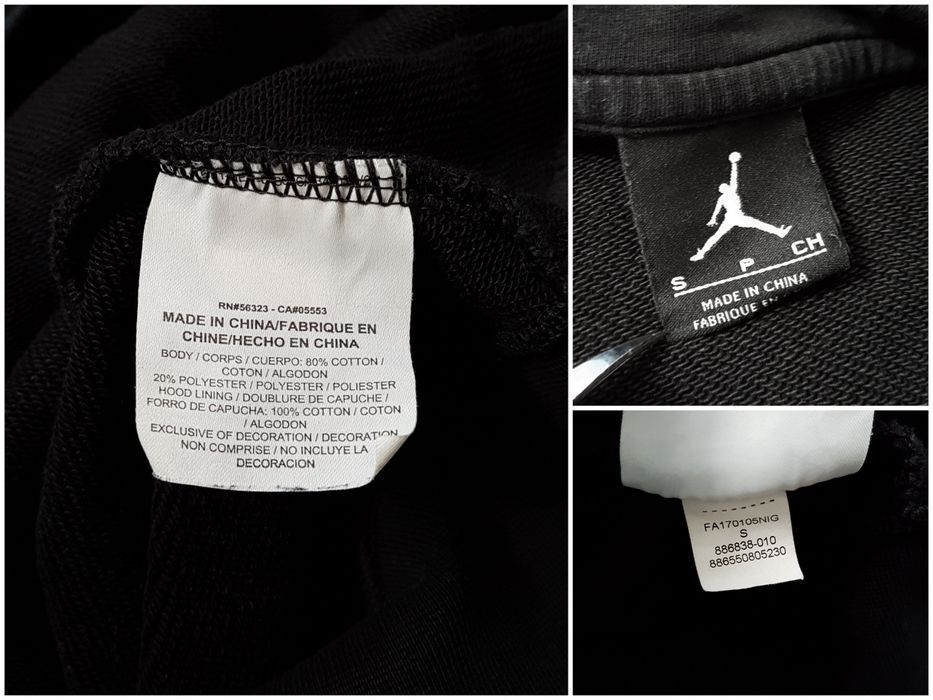 RN#56323 - CA#05553
MADE IN CHINA/FABRIQUE EN
CHINE/HECHO EN CHINA
BODY / CORPS / CUERPO: 80% COTTON /
COTON / ALGODON
20% POLYESTER / POLYESTER / POLIESTER
HOOD LINING / DOUBLURE DE CAPUCHE /
FORRO DE CAPUCHA: 100% COTTON / COTON
/ ALGODON
EXCLUSIVE OF DECORATION / DECORATION
NON COMPRISE / NO INCLUYE LA
DECORACION
S P CH
MADE IN CHINA
FABRIQUE EN
FA170105NIG
S
886838-010
886550805230